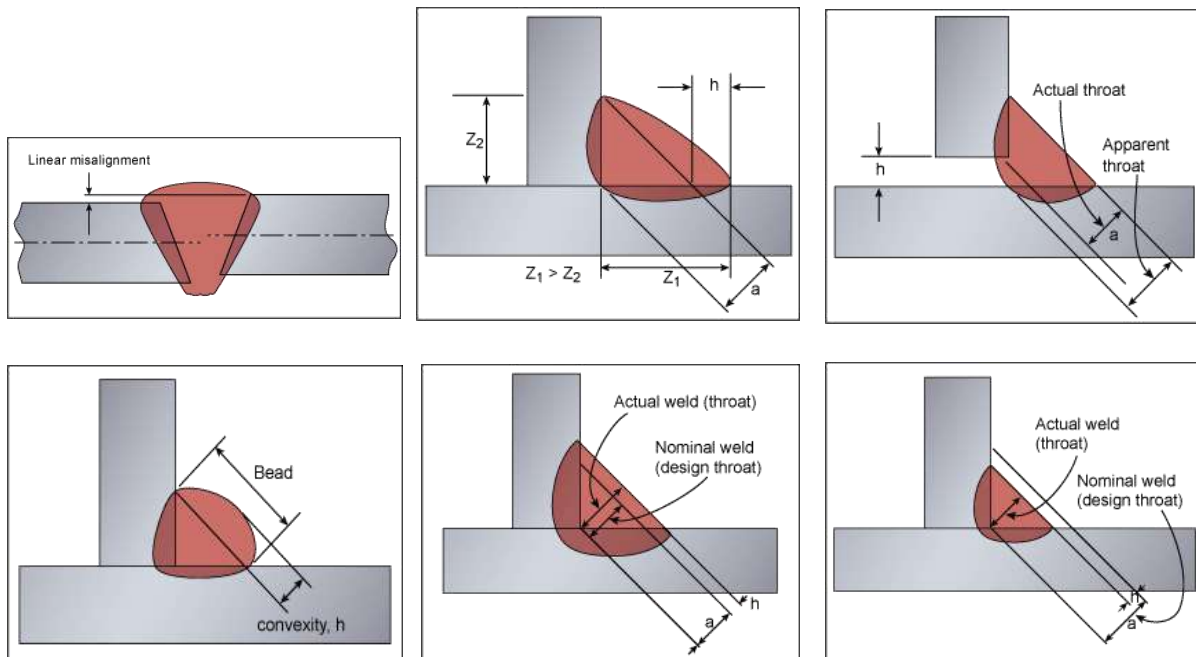 Linear misalignment
h
Z2
Z1 > Z2
Z1
a
Actual throat
Apparent
throat
h
a
Bead
convexity, h
Actual weld (throat)
Nominal weld
(design throat)
h
a
Actual weld
(throat)
Nominal weld
(design throat)
h
a